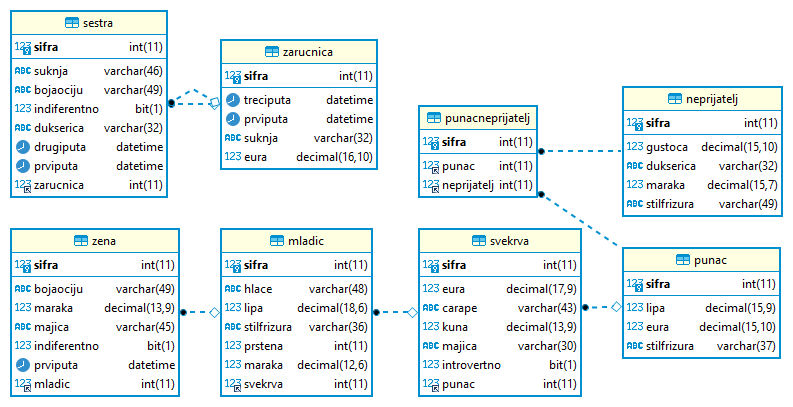 sestra
123 sifra int(11)
ABC suknja varchar(46)
ABC bojaociju varchar(49)
123 indiferentno bit(1)
ABC dukserica varchar(32)
drugiputa datetime
prviputa datetime
123 zarucnica int(11)
zarucnica
123 sifra int(11)
treciputa datetime
prviputa datetime
ABC suknja varchar(32)
123 eura decimal(16,10)
punacneprijatelj
123 sifra int(11)
123 punac int(11)
123 neprijatelj int(11)
neprijatelj
123 sifra int(11)
123 gustoca decimal(15,10)
ABC dukserica varchar(32)
123 maraka decimal(15,7)
ABC stilfrizura varchar(49)
zena
123 sifra int(11)
ABC bojaociju varchar(49)
123 maraka decimal(13,9)
ABC majica varchar(45)
123 indiferentno bit(1)
prviputa datetime
123 mladic int(11)
mladic
123 sifra int(11)
ABC hlace varchar(48)
123 lipa decimal(18,6)
ABC stilfrizura varchar(36)
123 prstena int(11)
123 maraka decimal(12,6)
123 svekrva int(11)
svekrva
123 sifra int(11)
123 eura decimal(17,9)
ABC carape varchar(43)
123 kuna decimal(13,9)
ABC majica varchar(30)
123 introvertno bit(1)
123 punac int(11)
punac
123 sifra int(11)
123 lipa decimal(15,9)
123 eura decimal(15,10)
ABC stilfrizura varchar(37)